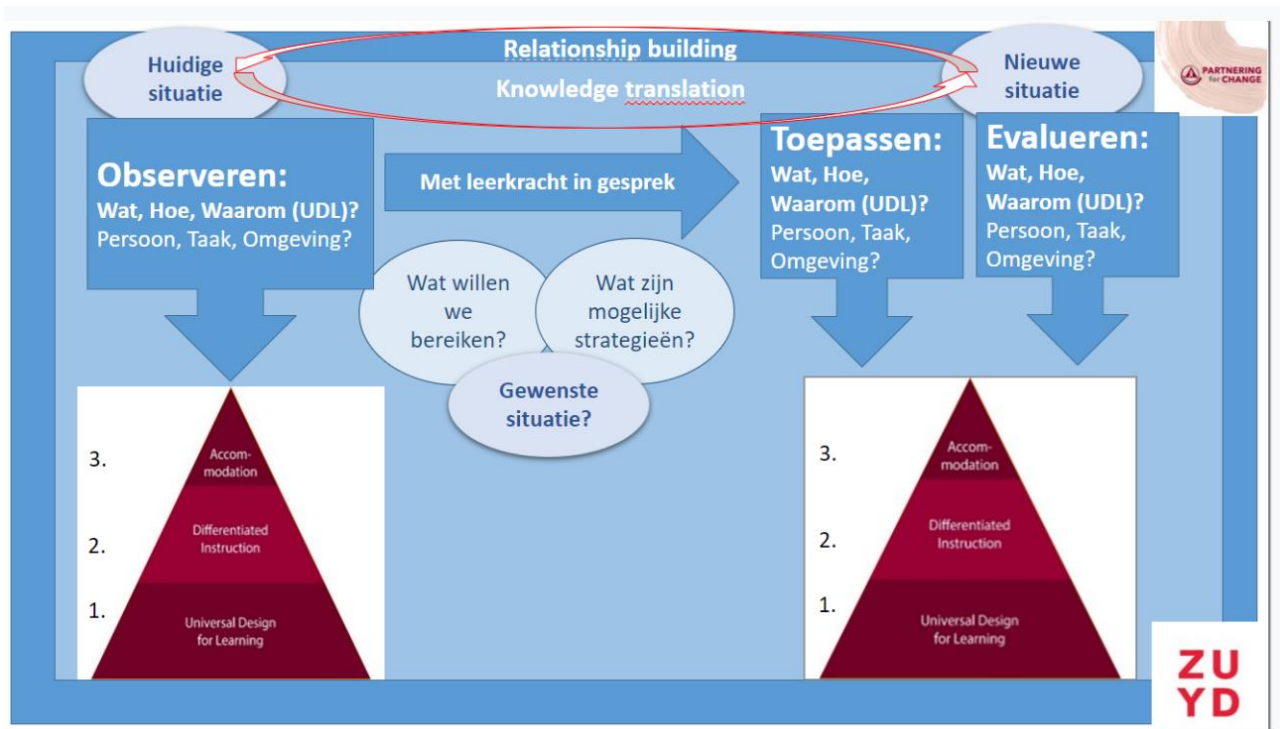 Relationship building
Knowledge translation
Huidige
situatie
Nieuwe
situatie
PARTNERING
for CHANGE
Observeren:
Wat, Hoe, Waarom (UDL)?
Persoon, Taak, Omgeving?
Met leerkracht in gesprek
Toepassen:
Wat, Hoe,
Waarom (UDL)?
Persoon, Taak,
Omgeving?
Evalueren:
Wat, Hoe,
Waarom (UDL)?
Persoon, Taak,
Omgeving?
Wat willen
we
bereiken?
Wat zijn
mogelijke
strategieën?
Gewenste
situatie?
3.
Accom-
modation
2.
Differentiated
Instruction
1.
Universal Design
for Learning
3.
Accom-
modation
2.
Differentiated
Instruction
1.
Universal Design
for Learning
ZU
YD